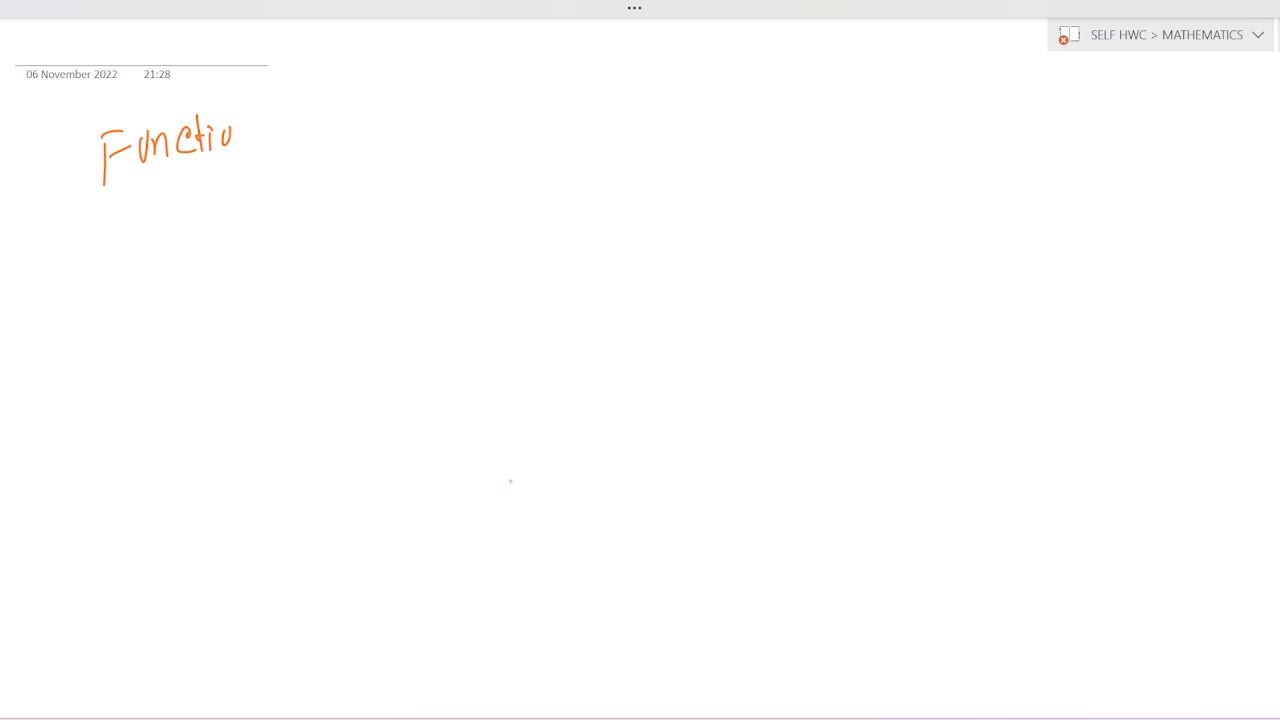 ...
SELF HWC > MATHEMATICS
06 November 2022 21:28
Functio